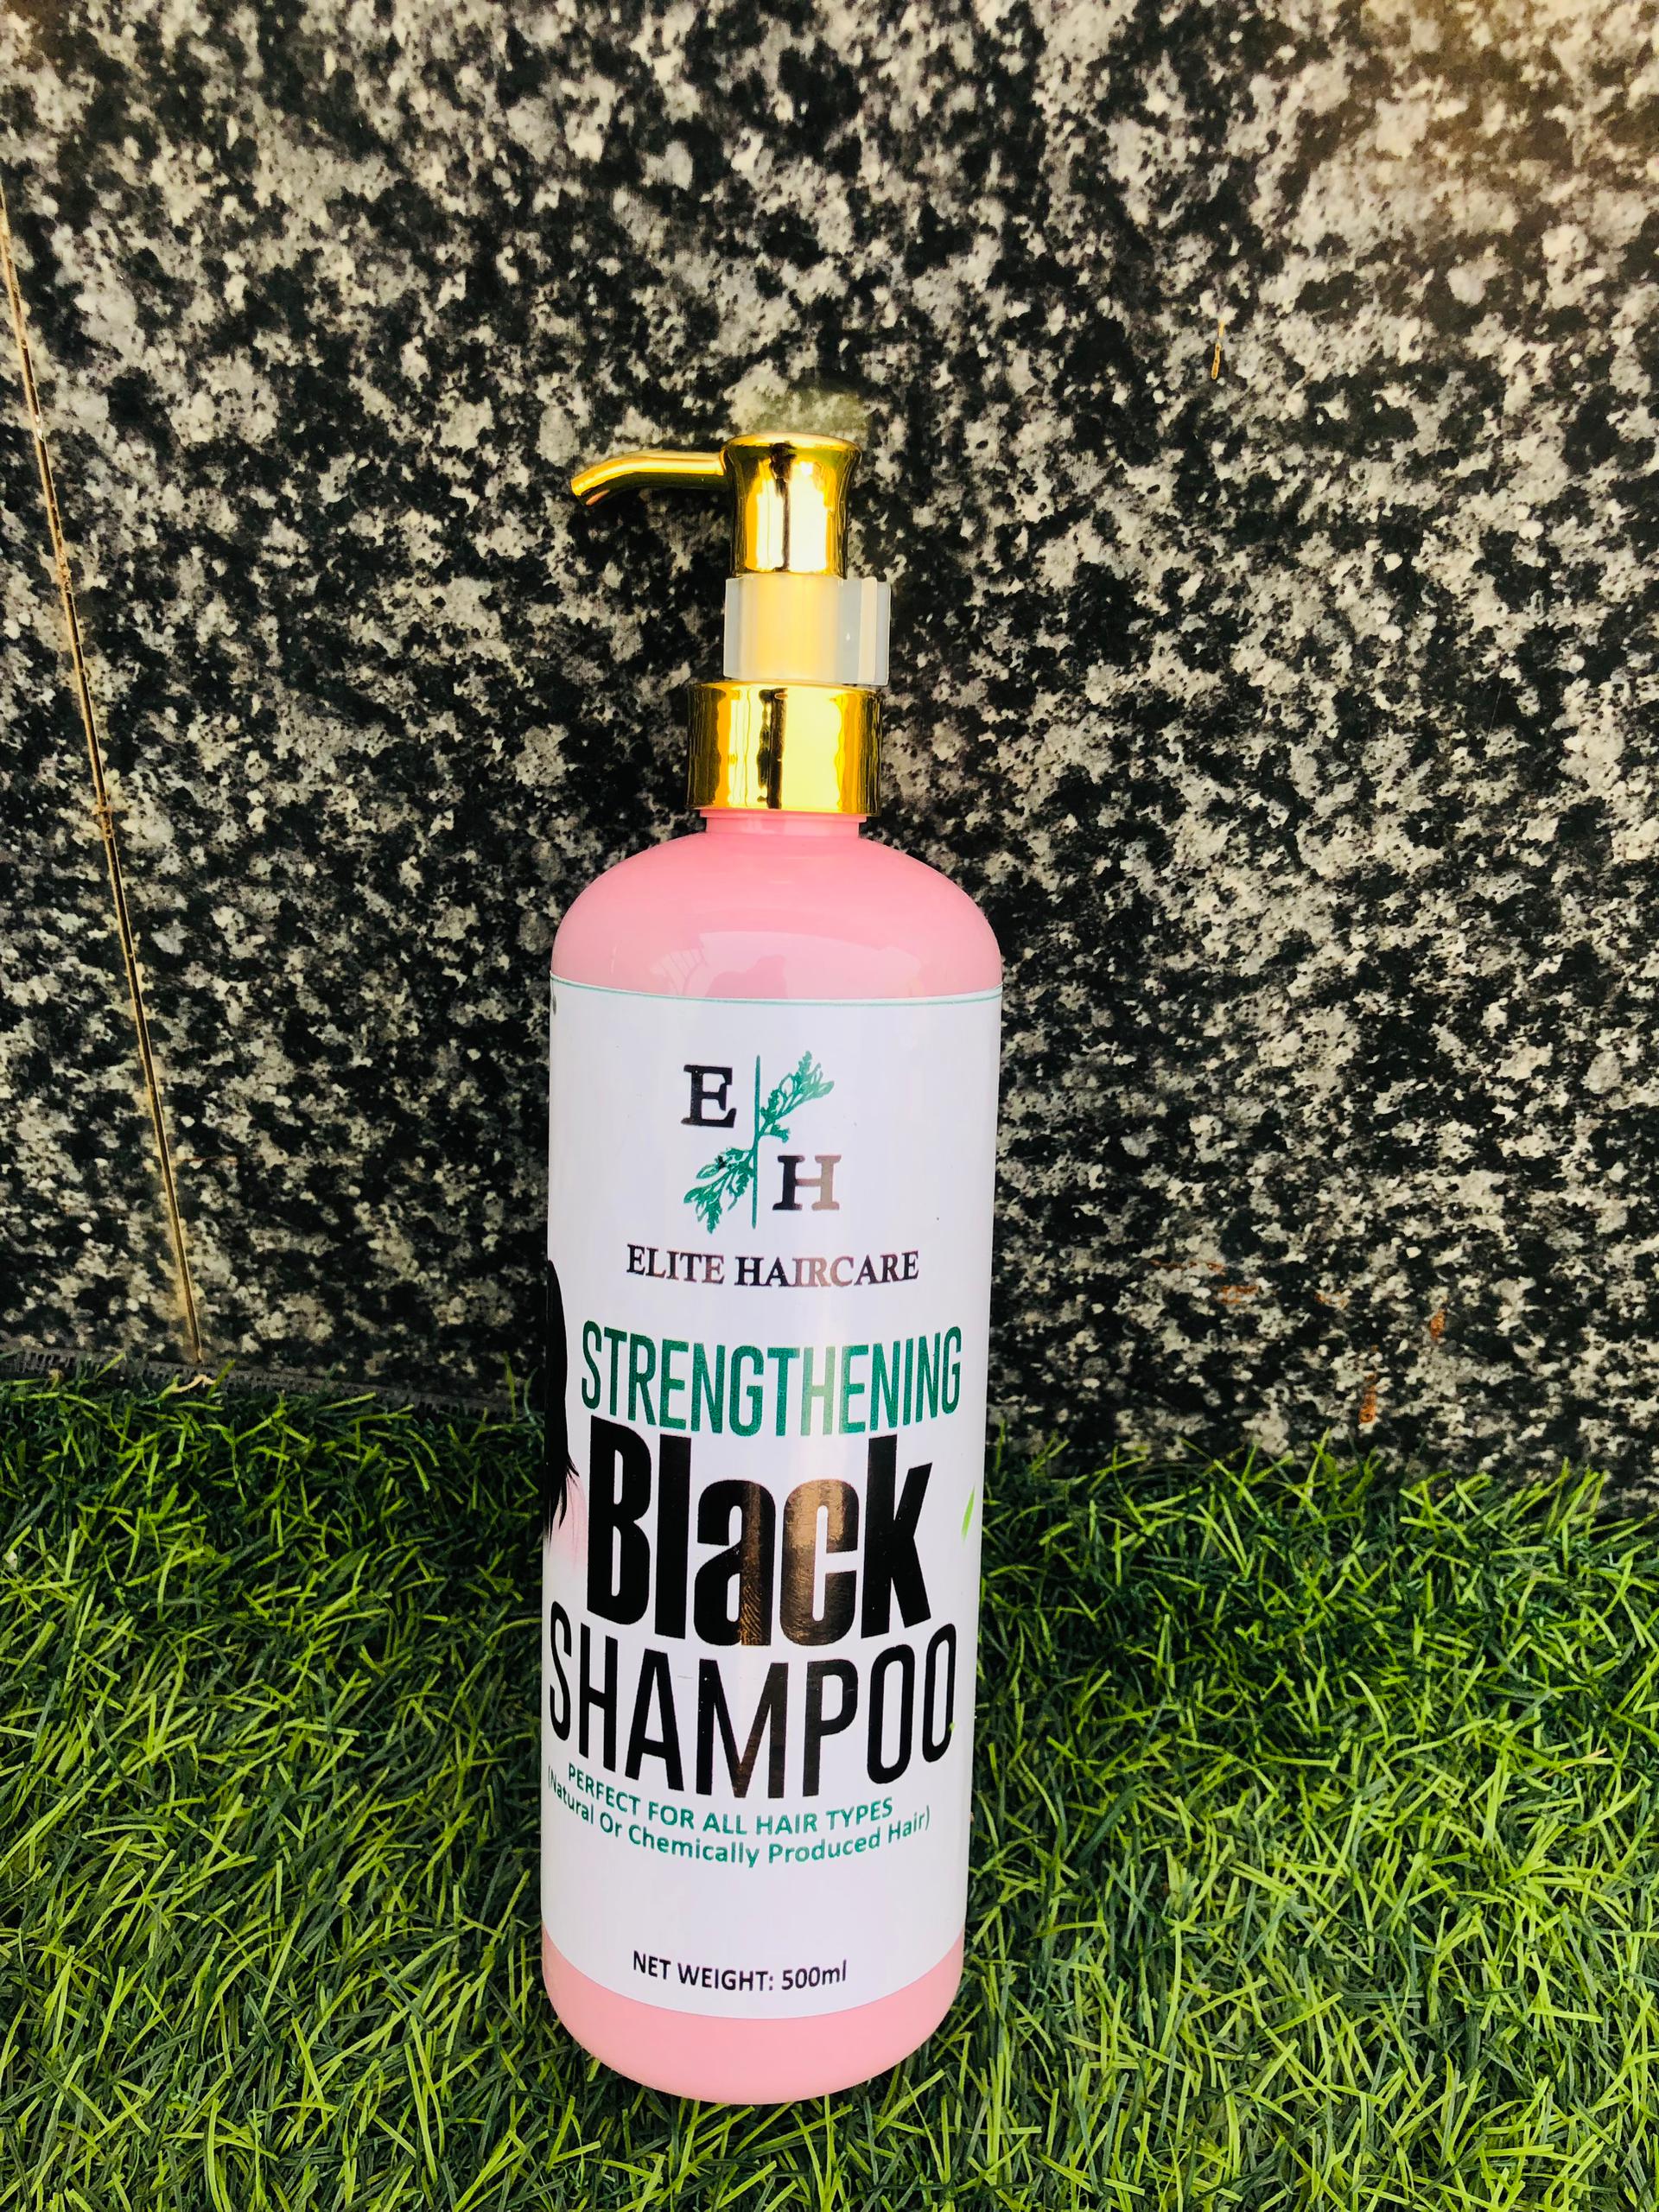 E
H
ELITE HAIRCARE
STRENGTHENING
Black
SHAMPOO
PERFECT FOR ALL HAIR TYPES
(Natural Or Chemically Produced Hair)
NET WEIGHT: 500ml